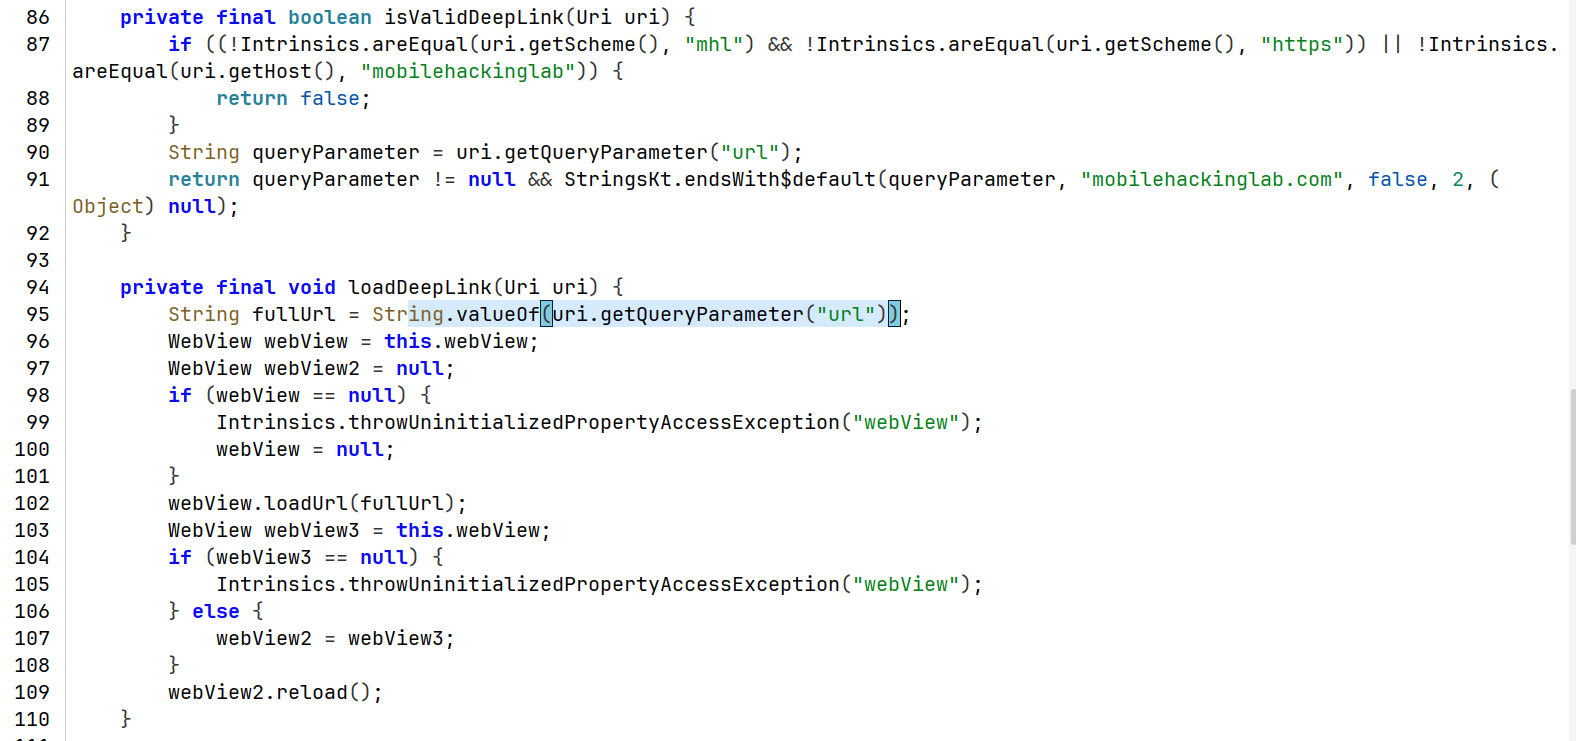 86     private final boolean isValidDeepLink(Uri uri) {
87         if ((!Intrinsics.areEqual(uri.getScheme(), "mhl") && !Intrinsics.areEqual(uri.getScheme(), "https")) || !Intrinsics.
areEqual(uri.getHost(), "mobilehackinglab")) {
88             return false;
89         }
90         String queryParameter = uri.getQueryParameter("url");
91         return queryParameter != null && StringsKt.endsWith$default(queryParameter, "mobilehackinglab.com", false, 2, (
Object) null);
92     }
93
94     private final void loadDeepLink(Uri uri) {
95         String fullUrl = String.valueOf(uri.getQueryParameter("url"));
96         WebView webView = this.webView;
97         WebView webView2 = null;
98         if (webView == null) {
99             Intrinsics.throwUninitializedPropertyAccessException("webView");
100             webView = null;
101         }
102         webView.loadUrl(fullUrl);
103         WebView webView3 = this.webView;
104         if (webView3 == null) {
105             Intrinsics.throwUninitializedPropertyAccessException("webView");
106         } else {
107             webView2 = webView3;
108         }
109         webView2.reload();
110     }